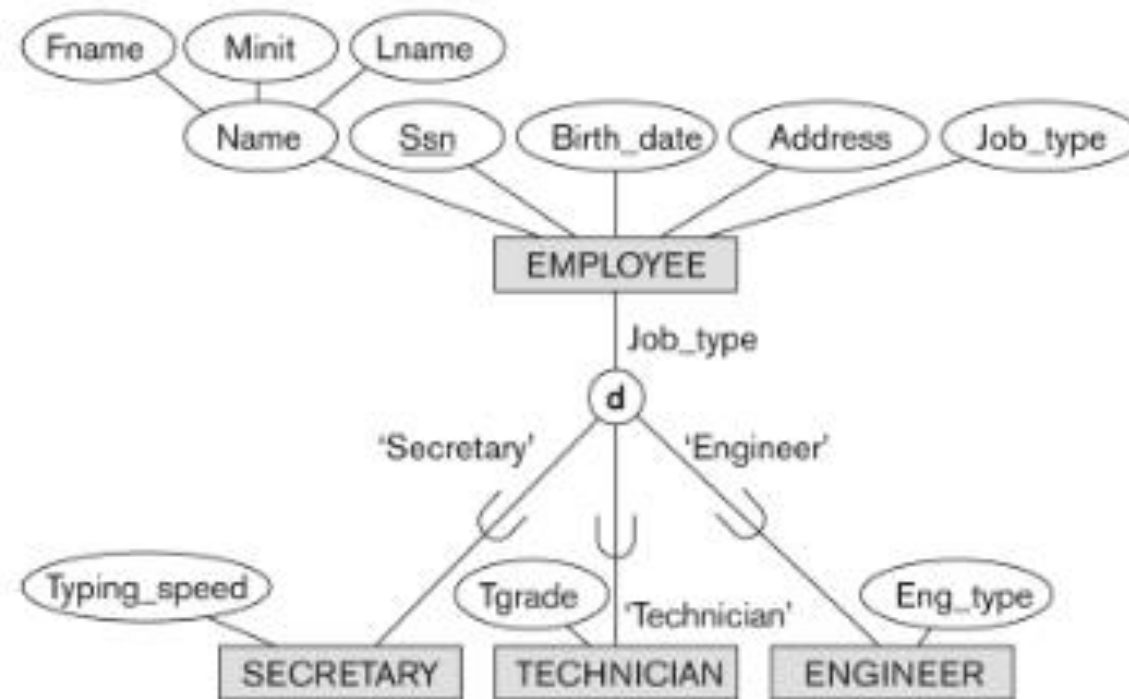 Fname Minit Lname
Name Ssn Birth_date Address Job_type
EMPLOYEE
Job_type
d
'Secretary' 'Engineer'
Typing_speed Tgrade 'Technician' Eng_type
SECRETARY TECHNICIAN ENGINEER